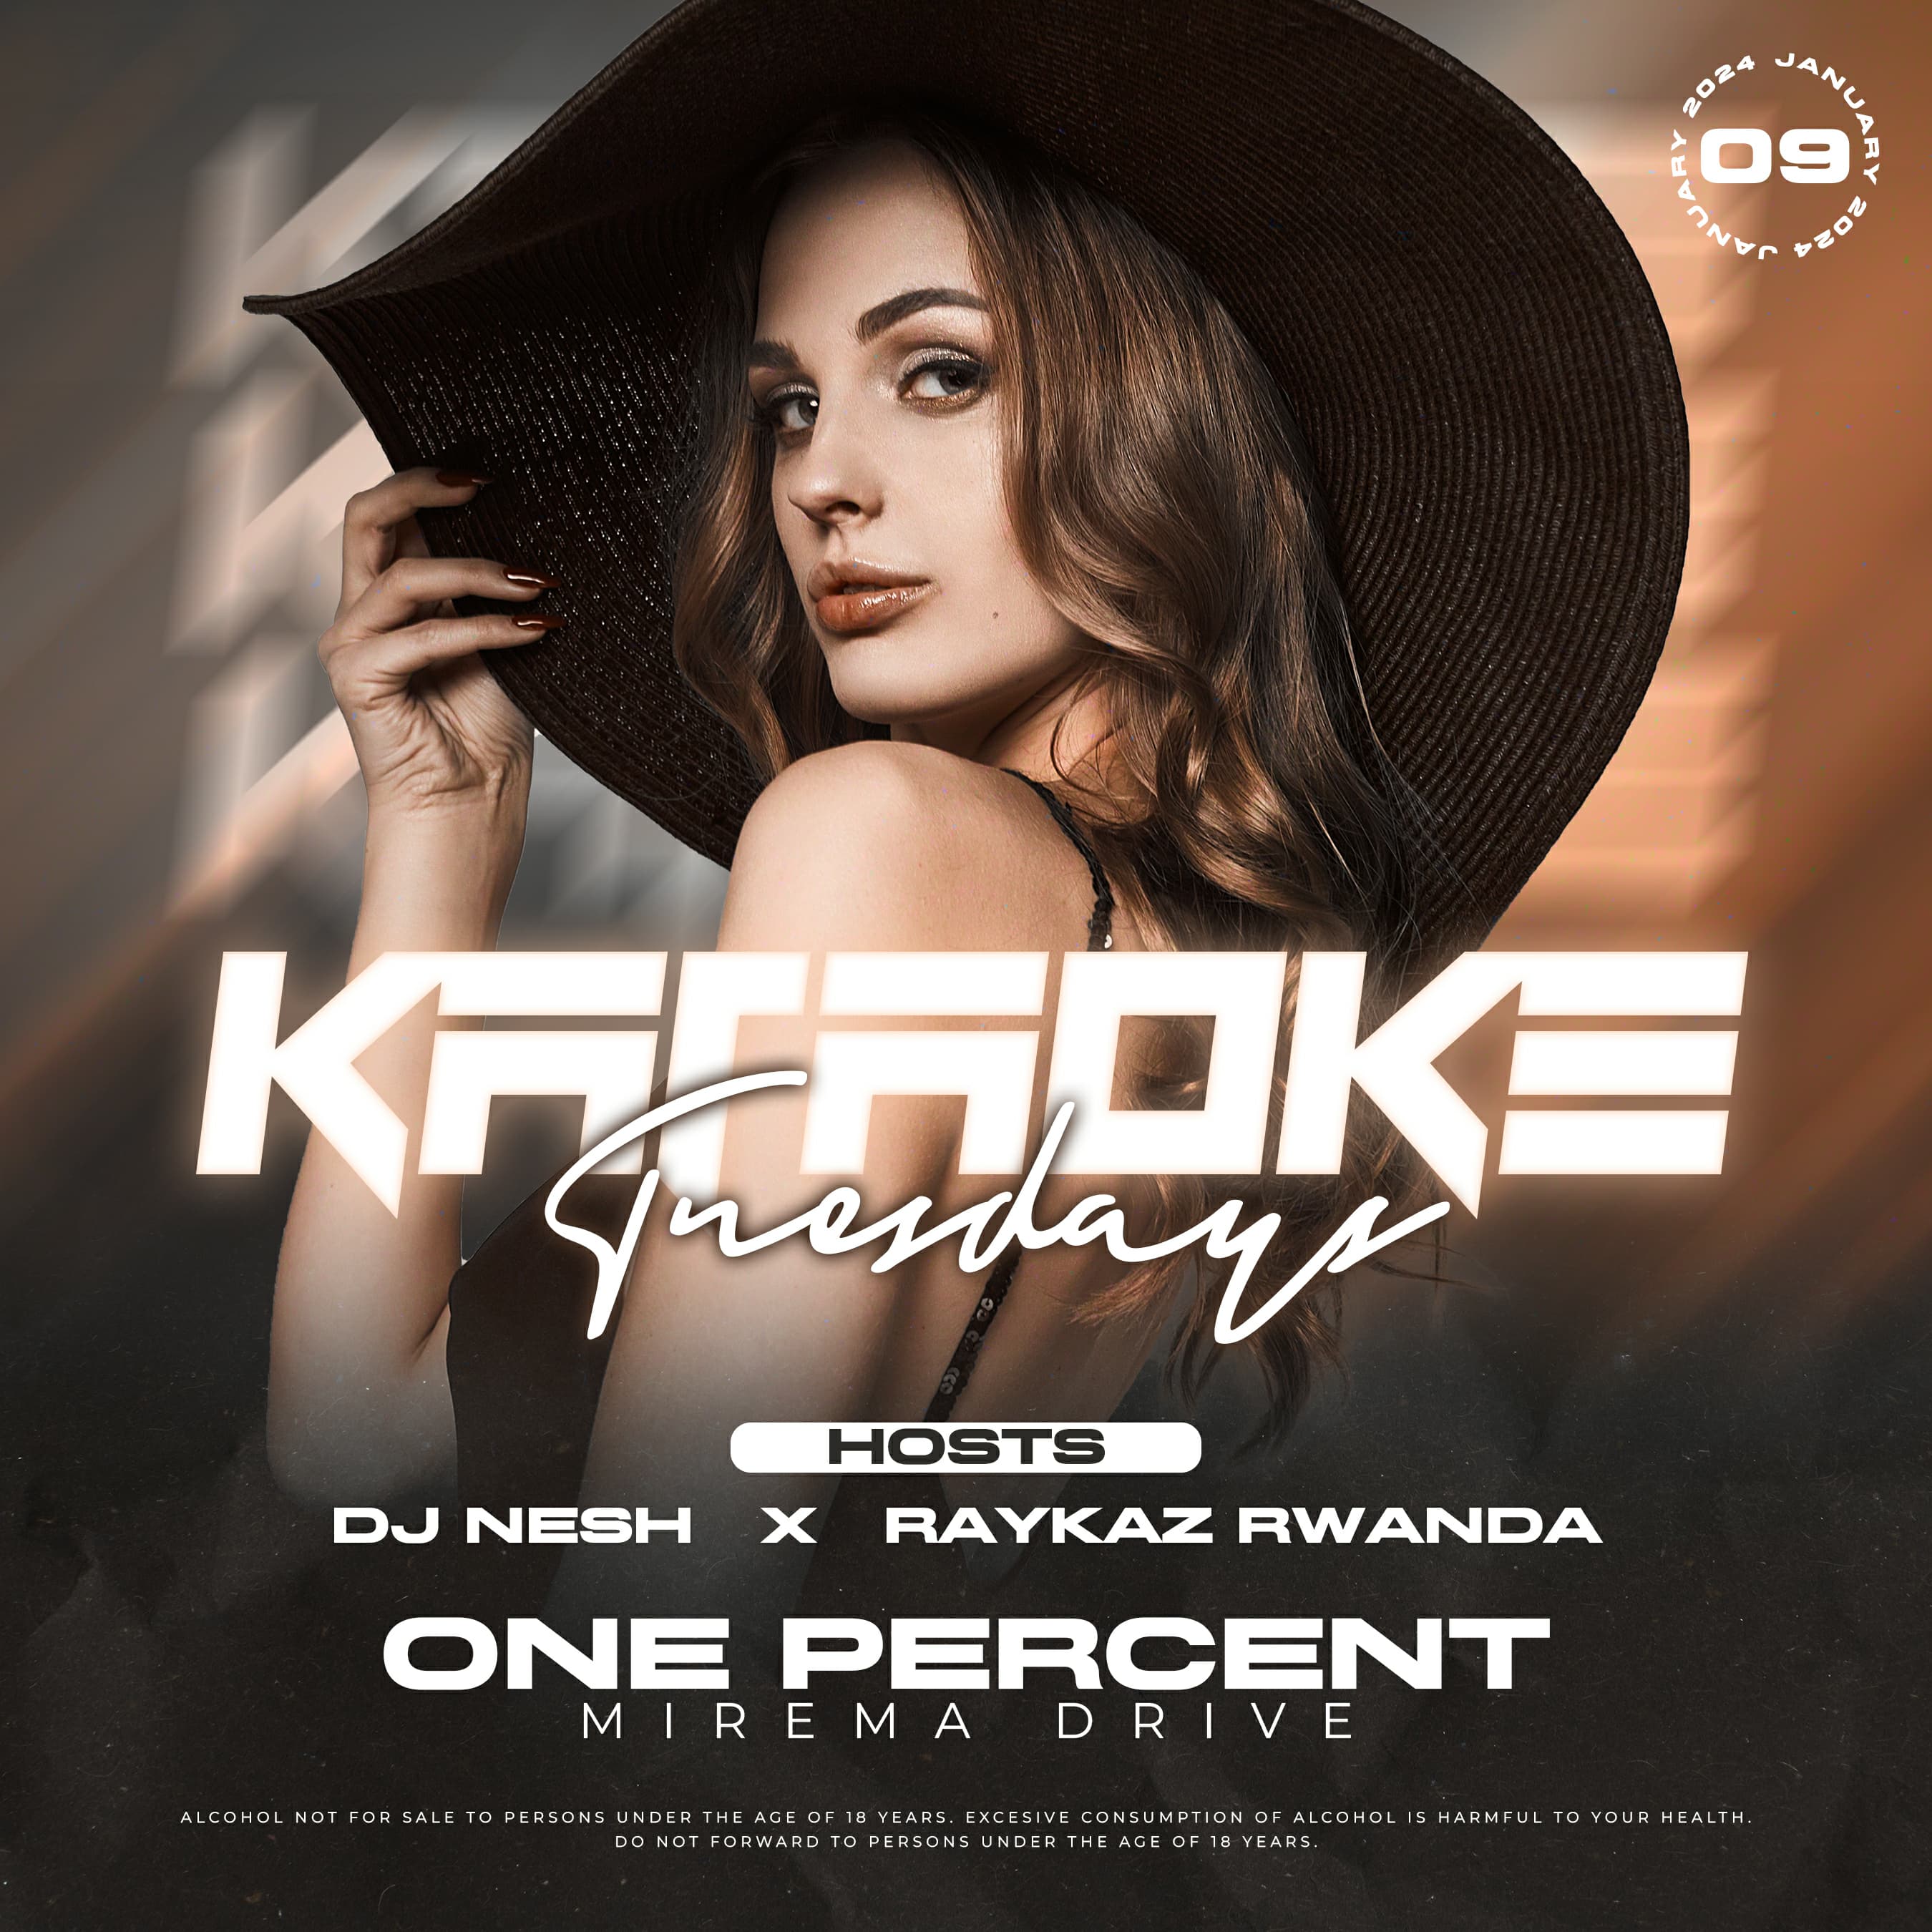 JANUARY 2024 JANUARY 2024 JANUARY 2024
09
KARAOKE
Tuesdays
HOSTS
DJ NESH X RAYKAZ RWANDA
ONE PERCENT
MIREMA DRIVE
ALCOHOL NOT FOR SALE TO PERSONS UNDER THE AGE OF 18 YEARS. EXCESIVE CONSUMPTION OF ALCOHOL IS HARMFUL TO YOUR HEALTH.
DO NOT FORWARD TO PERSONS UNDER THE AGE OF 18 YEARS.